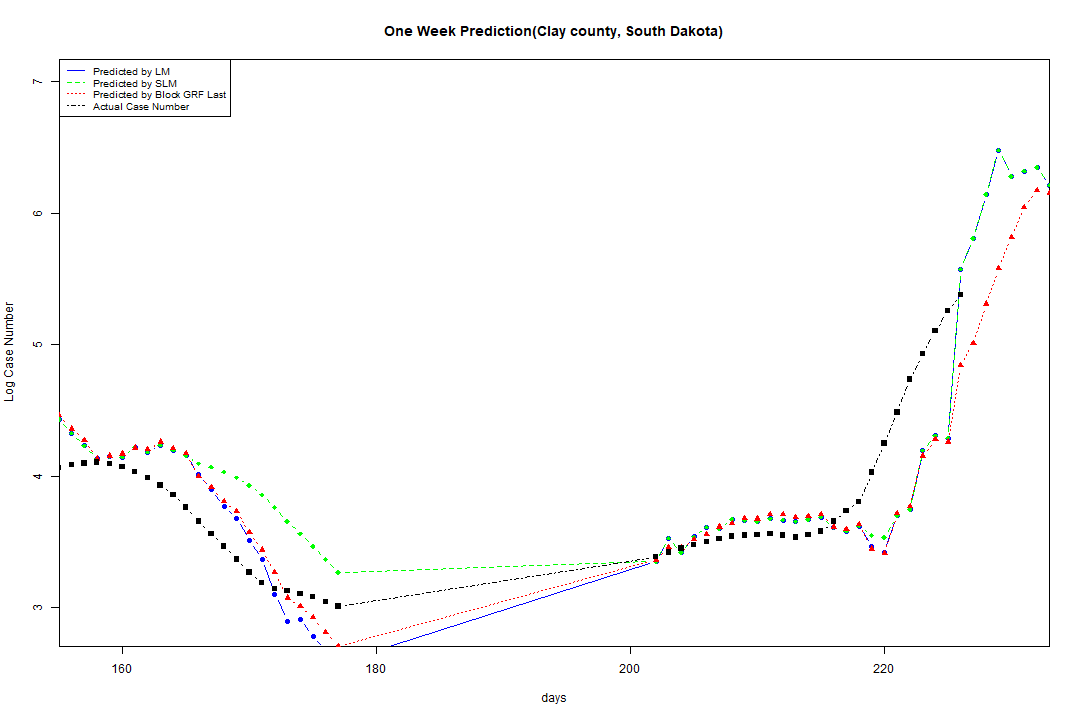 One Week Prediction(Clay county, South Dakota)
Predicted by LM
Predicted by SLM
Predicted by Block GRF Last
Actual Case Number
7
6
5
4
3
Log Case Number
160 180 200 220
days